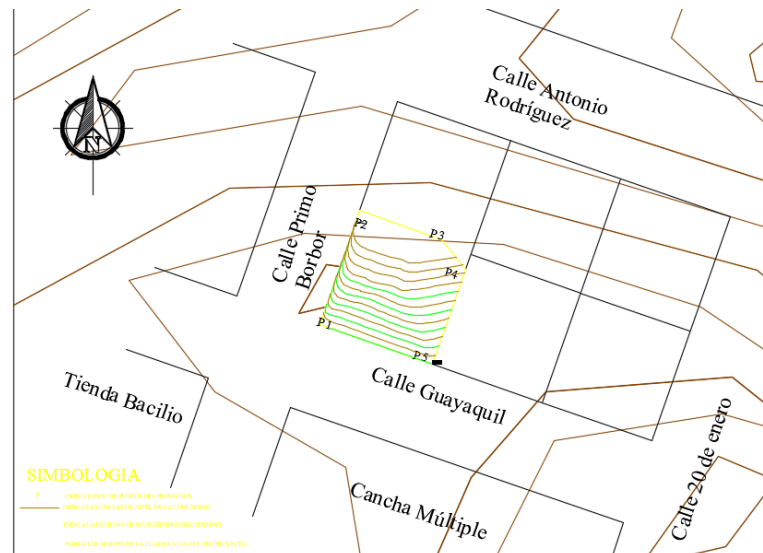 Calle Antonio
Rodríguez
N
Calle Primo
Borbor
P2
P3
P4
P1
P5
Tienda Bacilio
Calle Guayaquil
Calle 20 de enero
Cancha Múltiple
SIMBOLOGIA
P